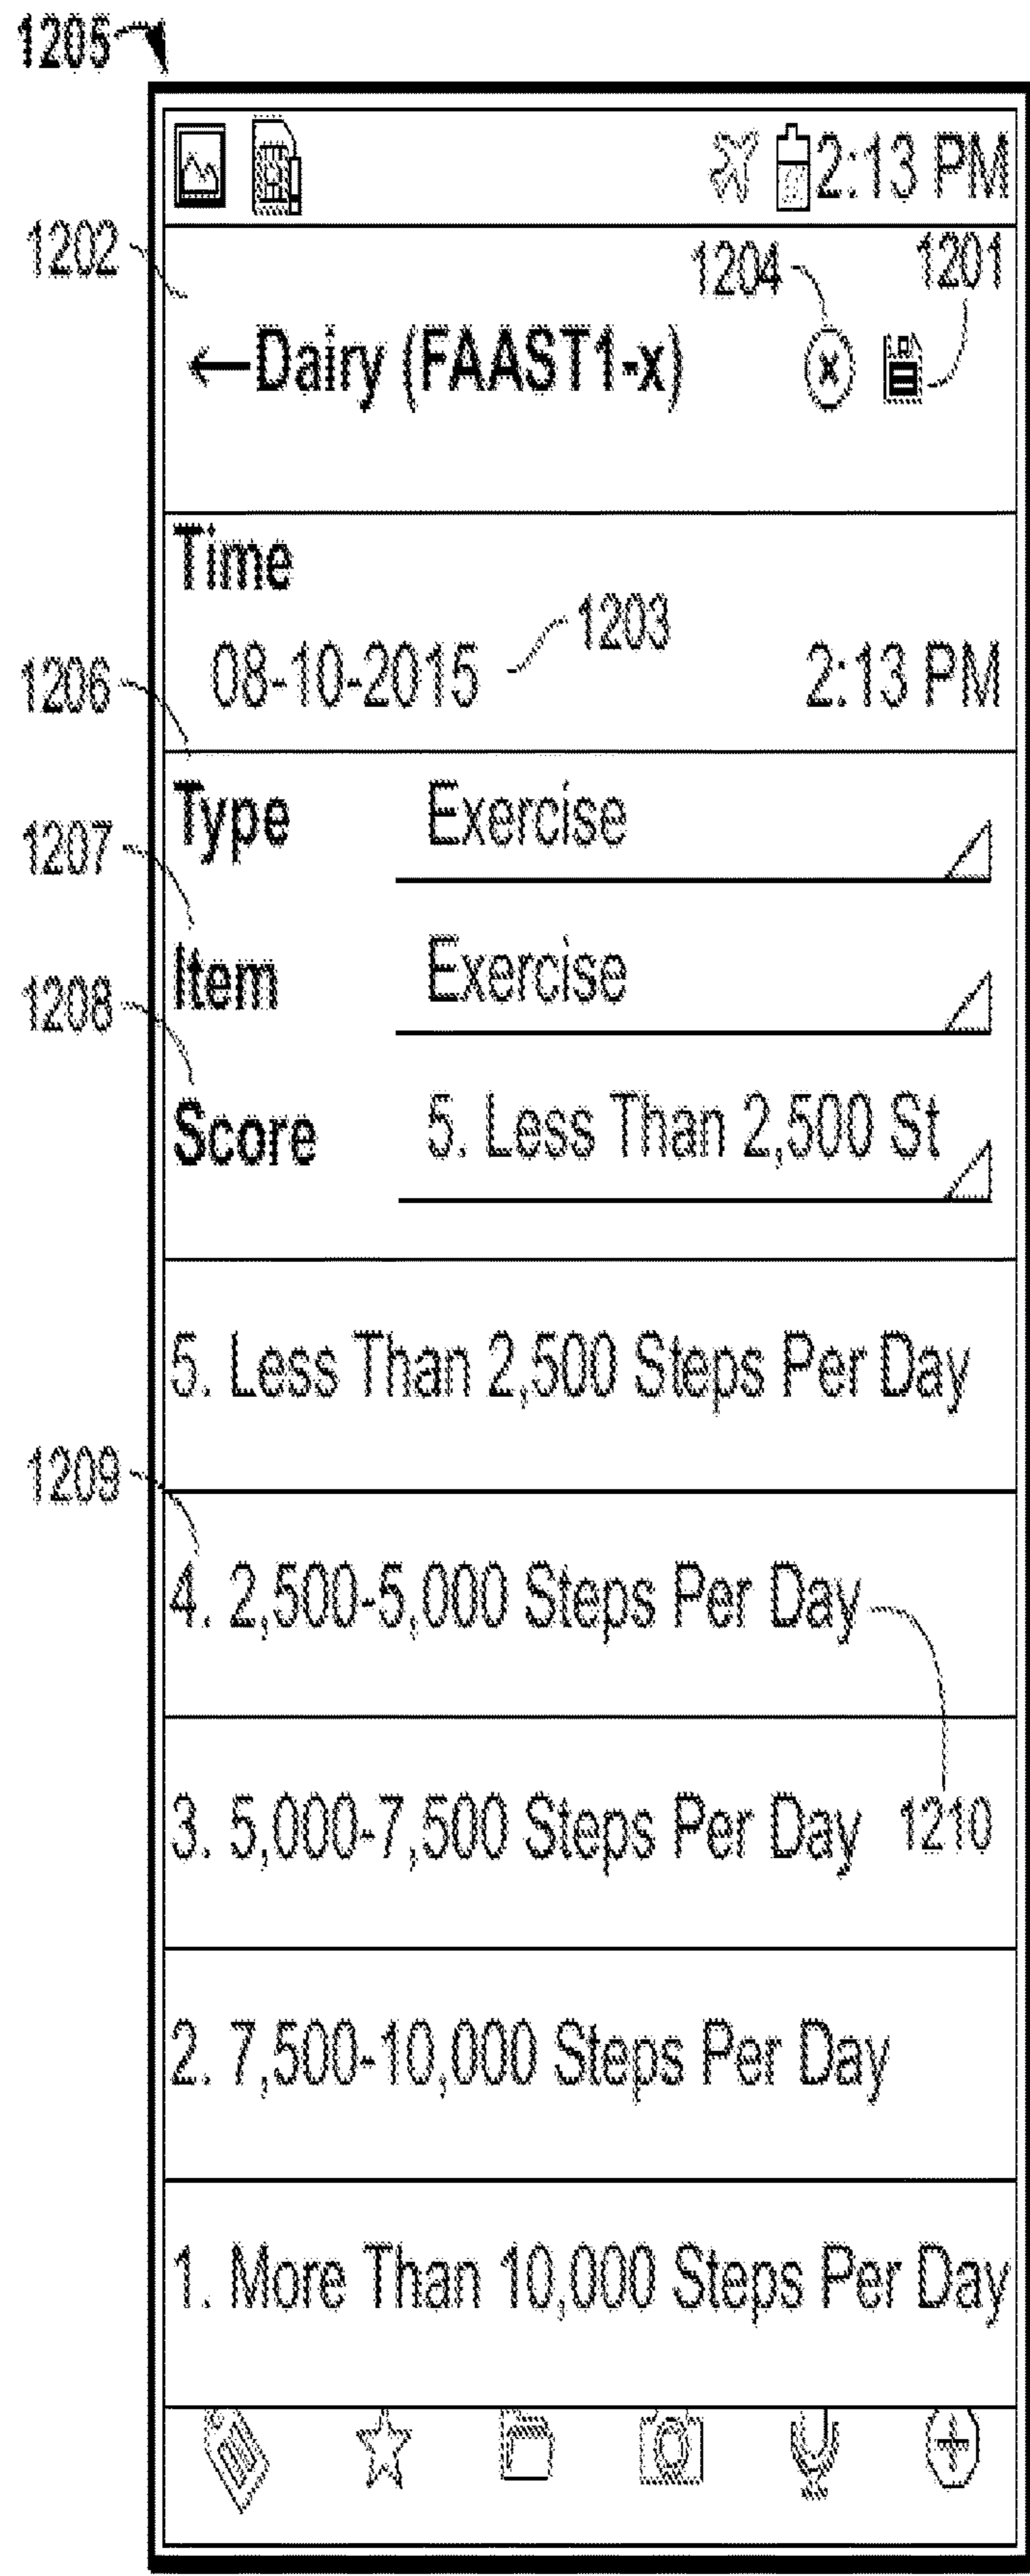 1205
2:13 PM
1202
1204
1201
←Dairy (FAAST1-x)
Time
1203
08-10-2015
2:13 PM
1206
Type
Exercise
1207
Item
Exercise
1208
Score
5. Less Than 2,500 St
5. Less Than 2,500 Steps Per Day
1209
4. 2,500-5,000 Steps Per Day
3. 5,000-7,500 Steps Per Day
1210
2. 7,500-10,000 Steps Per Day
1. More Than 10,000 Steps Per Day